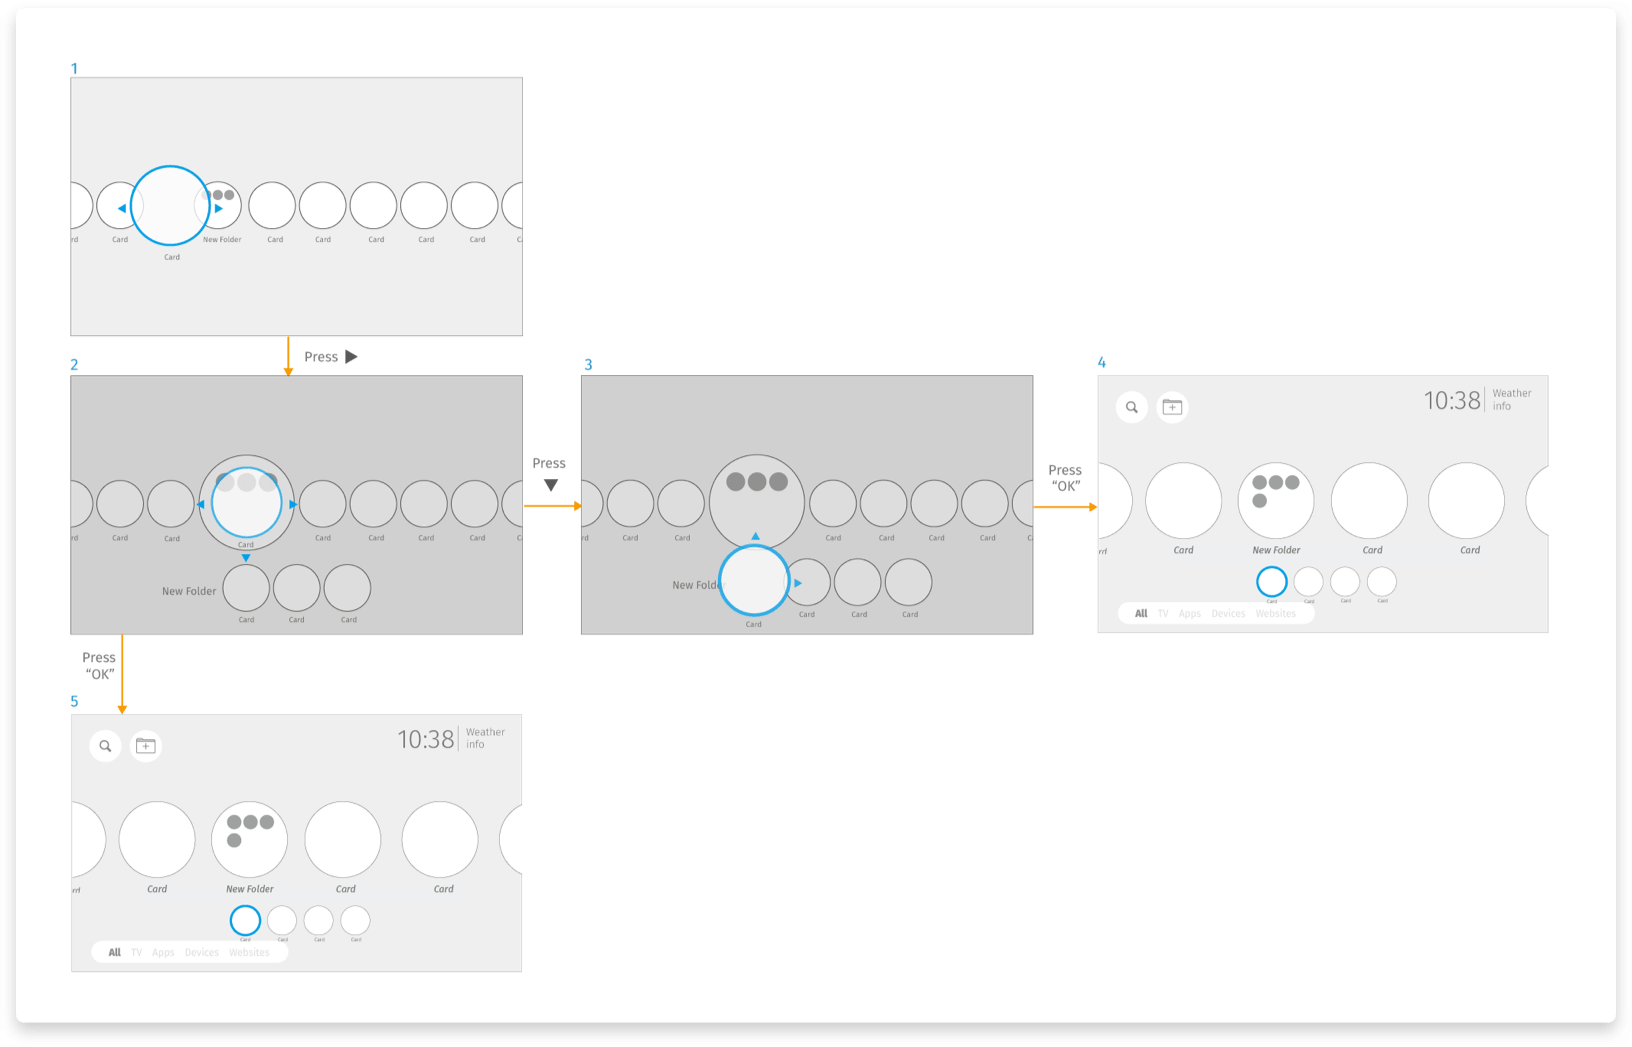 1
rd Card New Folder Card Card Card Card Card C
Card
Press
2
3
4
10:38 Weather
info
Press
Press
“OK”
rd Card Card Card Card Card Card Card C
New Folder
Card Card Card
rd Card Card Card Card Card Card C
New Folde
Card Card Card
Card
rd Card New Folder Card Card
Card Card Card Card
All TV Apps Devices Websites
Press
“OK”
5
10:38 Weather
info
rd Card New Folder Card Card
Card Card Card Card
All TV Apps Devices Websites